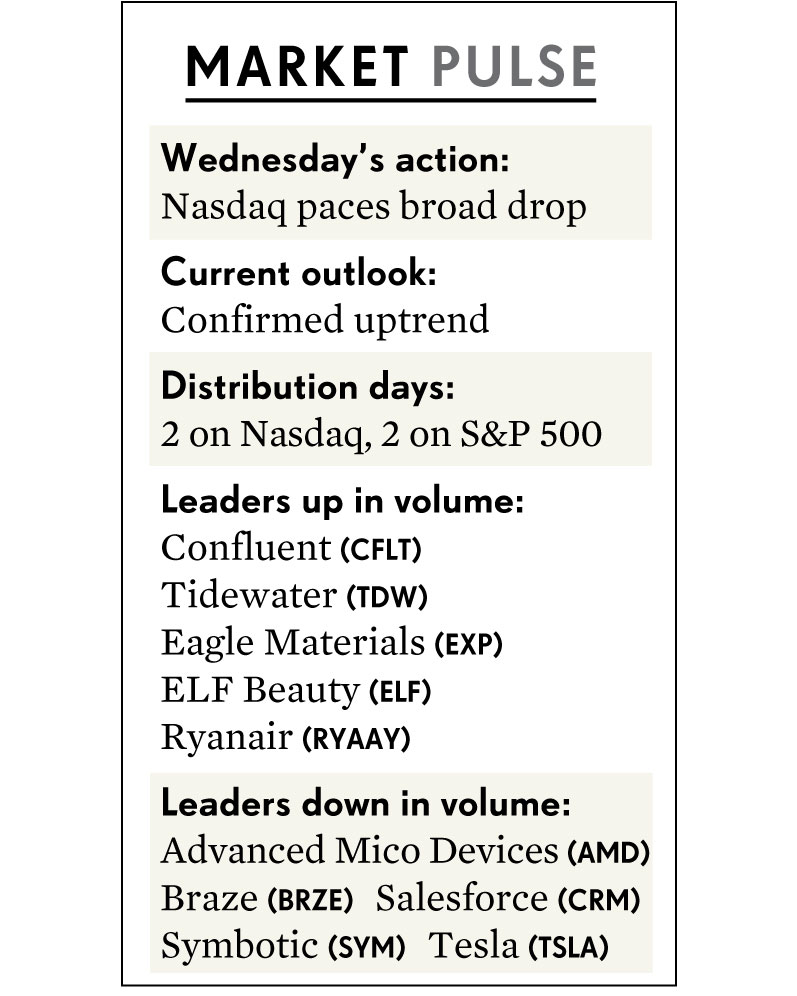 MARKET PULSE
Wednesday’s action:
Nasdaq paces broad drop
Current outlook:
Confirmed uptrend
Distribution days:
2 on Nasdaq, 2 on S&P 500
Leaders up in volume:
Confluent (CFLT)
Tidewater (TDW)
Eagle Materials (EXP)
ELF Beauty (ELF)
Ryanair (RYAAY)
Leaders down in volume:
Advanced Mico Devices (AMD)
Braze (BRZE) Salesforce (CRM)
Symbotic (SYM) Tesla (TSLA)